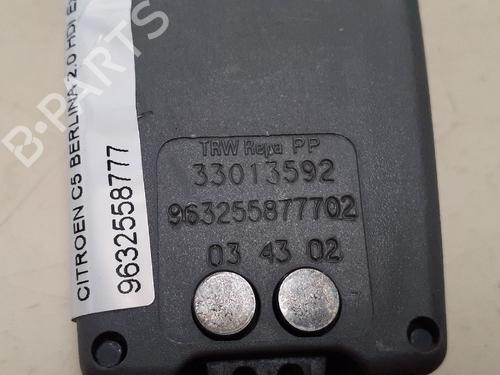 CITROEN C5 BERLINA 2.0 HDI
9632558777
B-PARTS
TRW Repa PP
33013592
963255877702
03 43 02